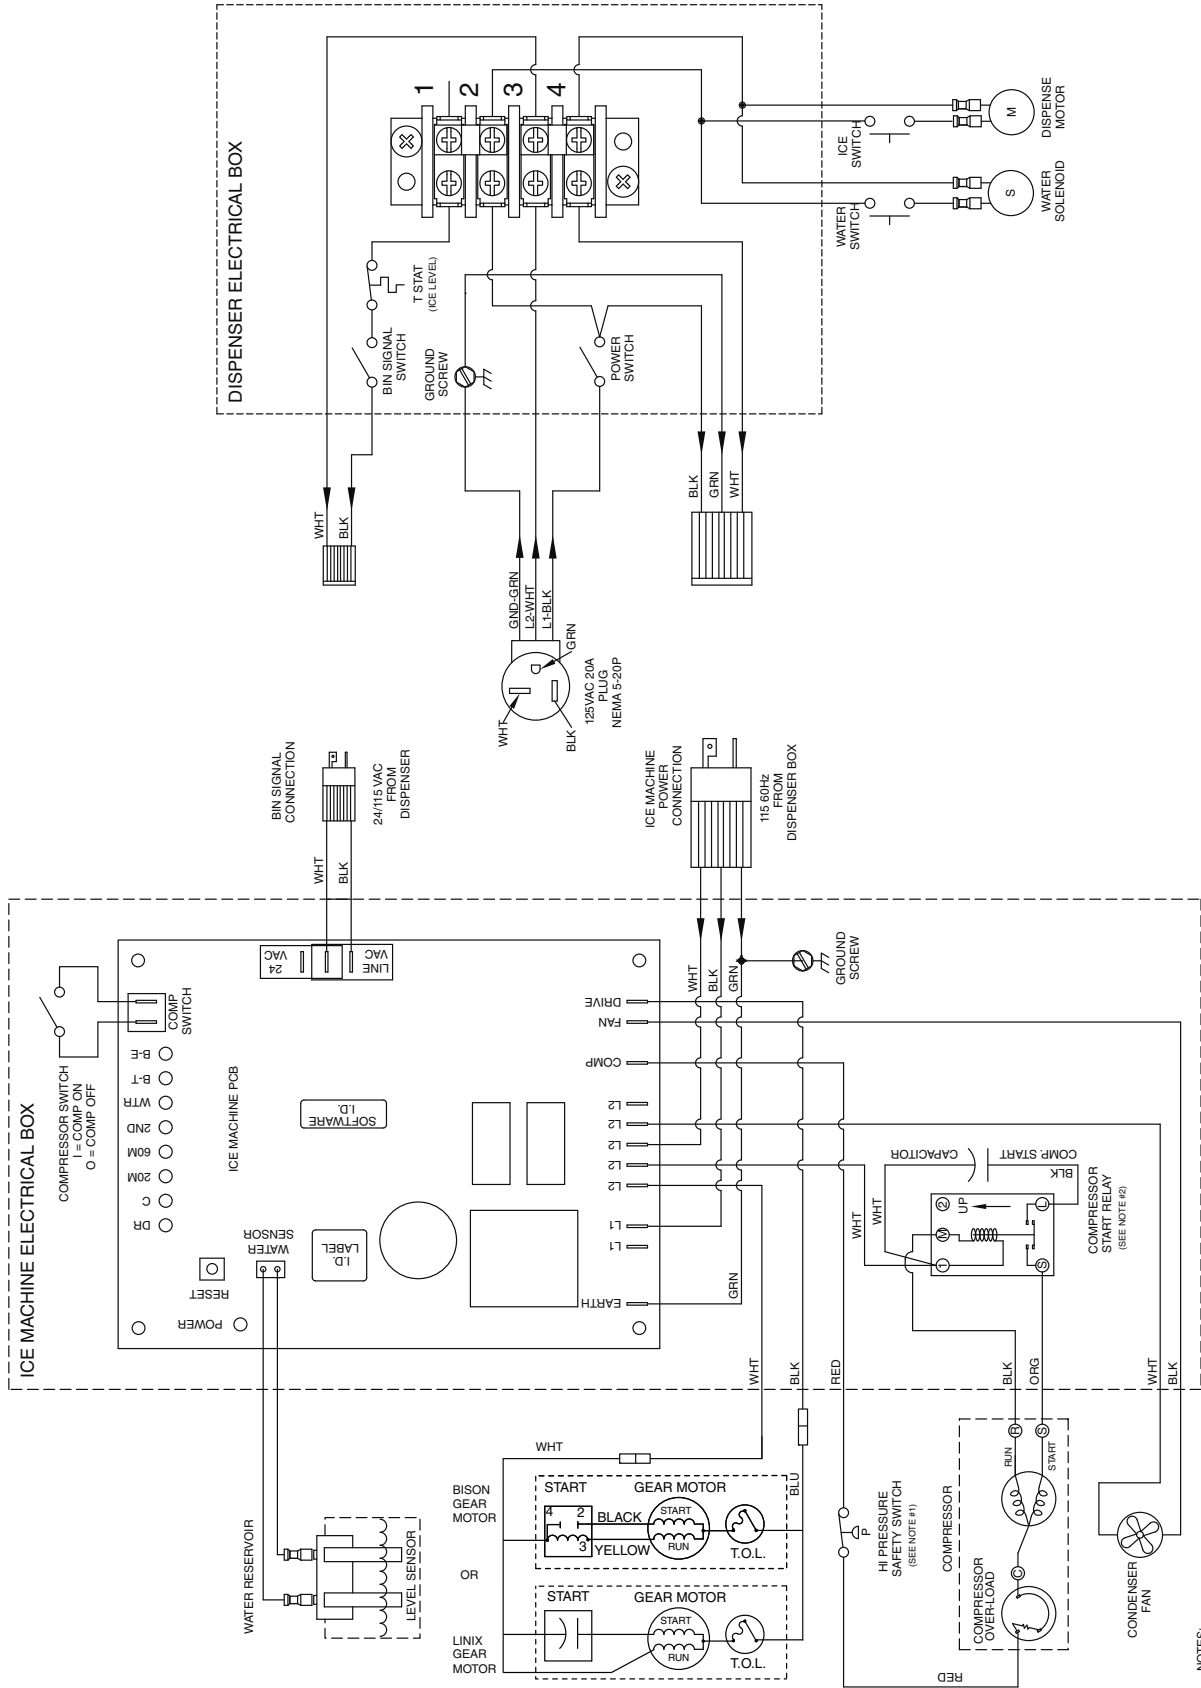 DISPENSER ELECTRICAL BOX
1
2
3
4
T STAT
(ICE LEVEL)
BIN SIGNAL
SWITCH
GROUND
SCREW
POWER
SWITCH
WATER
SWITCH
ICE
SWITCH
S
WATER
SOLENOID
M
DISPENSE
MOTOR
WHT
BLK
GND-GRN
L2-WHT
L1-BLK
GRN
WHT
BLK
125VAC 20A
PLUG
NEMA 5-20P
BLK
GRN
WHT
BIN SIGNAL
CONNECTION
24/115 VAC
FROM
DISPENSER
WHT
BLK
ICE MACHINE
POWER
CONNECTION
115 60Hz
FROM
DISPENSER BOX
ICE MACHINE ELECTRICAL BOX
COMPRESSOR SWITCH
I = COMP ON
O = COMP OFF
COMP
SWITCH
24
VAC
LINE
VAC
B-E
B-T
WTR
2ND
60M
20M
C
DR
ICE MACHINE PCB
SOFTWARE
I.D.
I.D.
LABEL
WATER
SENSOR
RESET
POWER
DRIVE
FAN
COMP
L2
L2
L2
L2
L2
L1
L1
EARTH
WHT
BLK
GRN
GROUND
SCREW
GRN
WHT
WHT
COMP. START
CAPACITOR
BLK
2
UP
M
1
L
S
COMPRESSOR
START RELAY
(SEE NOTE #2)
WHT
BLK
RED
BLK
ORG
WHT
BLK
WATER RESERVOIR
LEVEL SENSOR
WHT
BISON
GEAR
MOTOR
START
GEAR MOTOR
4
2
3
BLACK
YELLOW
START
RUN
T.O.L.
BLU
OR
LINIX
GEAR
MOTOR
START
GEAR MOTOR
START
RUN
T.O.L.
P
HI PRESSURE
SAFETY SWITCH
(SEE NOTE #1)
RED
COMPRESSOR
COMPRESSOR
OVER-LOAD
C
R
S
RUN
START
CONDENSER
FAN
NOTES: